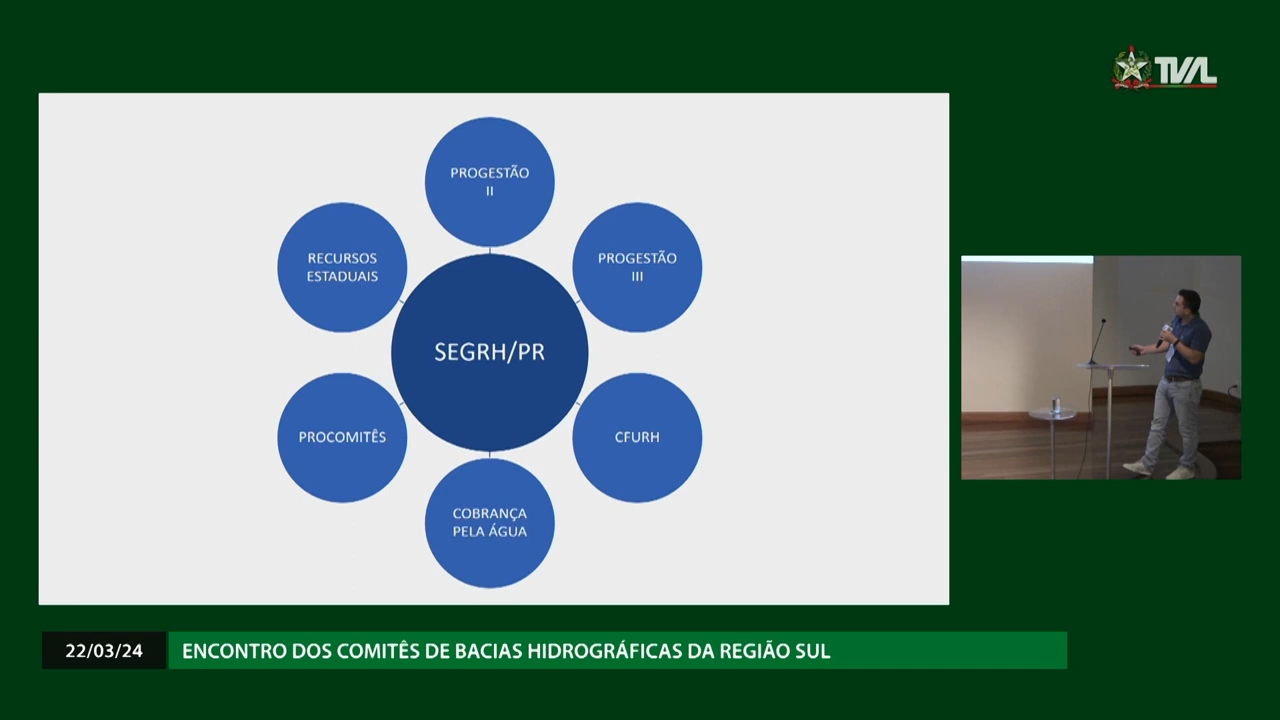 TVAL
PROGESTÃO
II
RECURSOS
ESTADUAIS
PROGESTÃO
III
SEGRH/PR
PROCOMITÊS
CFURH
COBRANÇA
PELA ÁGUA
22/03/24
ENCONTRO DOS COMITÊS DE BACIAS HIDROGRÁFICAS DA REGIÃO SUL